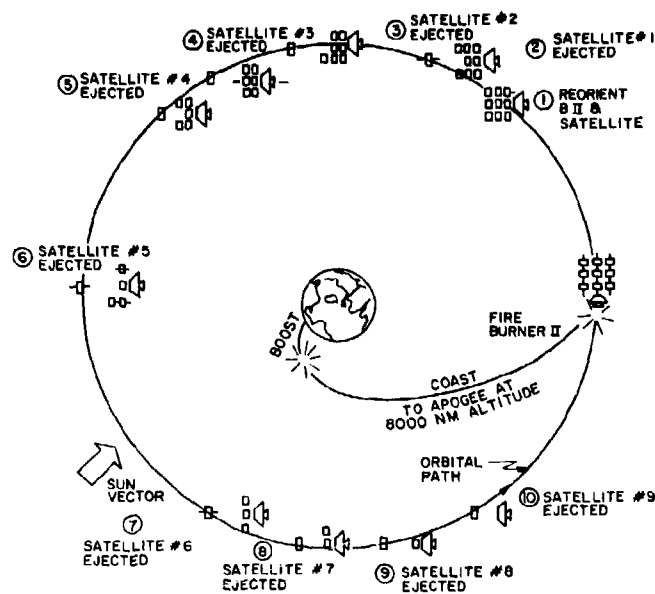 ④ SATELLITE #3
EJECTED
③ SATELLITE #2
EJECTED
② SATELLITE #1
EJECTED
⑤ SATELLITE #4
EJECTED
① REORIENT
B II &
SATELLITE
⑥ SATELLITE #5
EJECTED
FIRE
BURNER II
BOOST
COAST
TO APOGEE AT
8000 NM ALTITUDE
ORBITAL
PATH
SUN
VECTOR
⑦
SATELLITE #6
EJECTED
⑧
SATELLITE #7
EJECTED
⑨ SATELLITE #8
EJECTED
⑩ SATELLITE #9
EJECTED